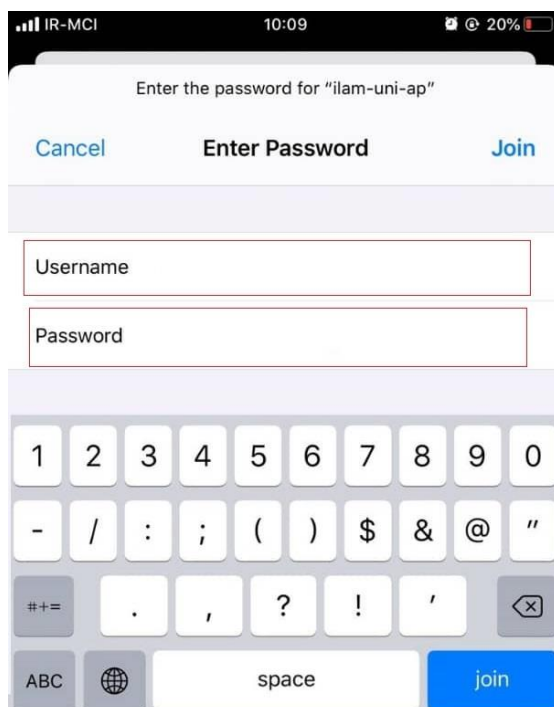 IR-MCI 10:09 20%
Enter the password for “ilam-uni-ap”
Cancel Enter Password Join
Username
Password
1 2 3 4 5 6 7 8 9 0
- / : ; ( ) $ & @ "
#+= . , ? ! '
ABC space join